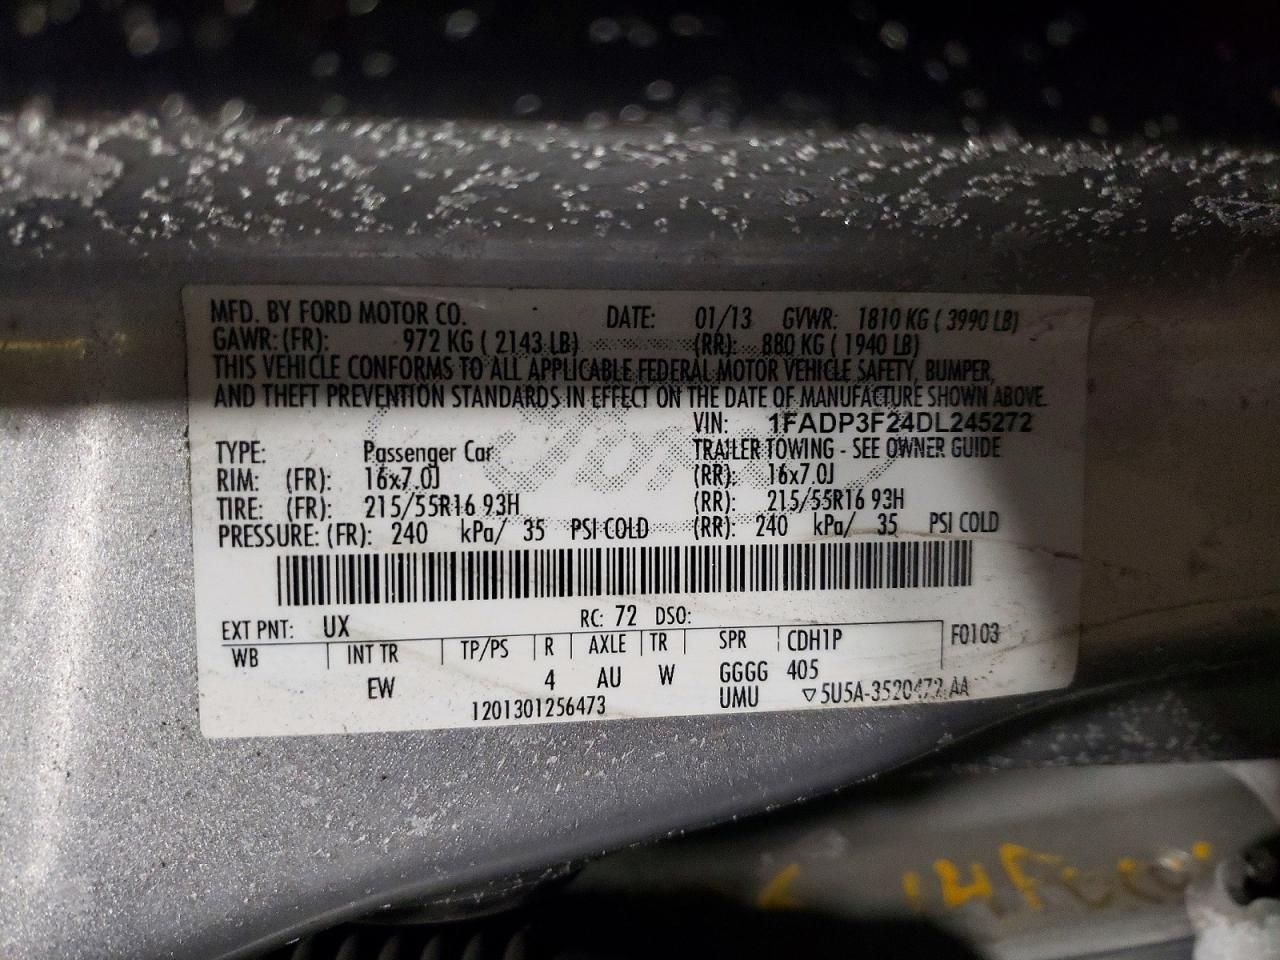 MFD. BY FORD MOTOR CO. DATE: 01/13 GVWR: 1810 KG ( 3990 LB)
GAWR: (FR): 972 KG ( 2143 LB) (RR): 880 KG ( 1940 LB)
THIS VEHICLE CONFORMS TO ALL APPLICABLE FEDERAL MOTOR VEHICLE SAFETY, BUMPER,
AND THEFT PREVENTION STANDARDS IN EFFECT ON THE DATE OF MANUFACTURE SHOWN ABOVE.
VIN: 1FADP3F24DL245272
TYPE: Passenger Car TRAILER TOWING - SEE OWNER GUIDE
RIM: (FR): 16x7.0J (RR): 16x7.0J
TIRE: (FR): 215/55R16 93H (RR): 215/55R16 93H
PRESSURE: (FR): 240 kPa/ 35 PSI COLD (RR): 240 kPa/ 35 PSI COLD
EXT PNT: UX RC: 72 DSO:
WB INT TR TP/PS R AXLE TR SPR CDH1P F0103
EW 4 AU W GGGG 405
1201301256473 UMU ▽5U5A-3520472 AA